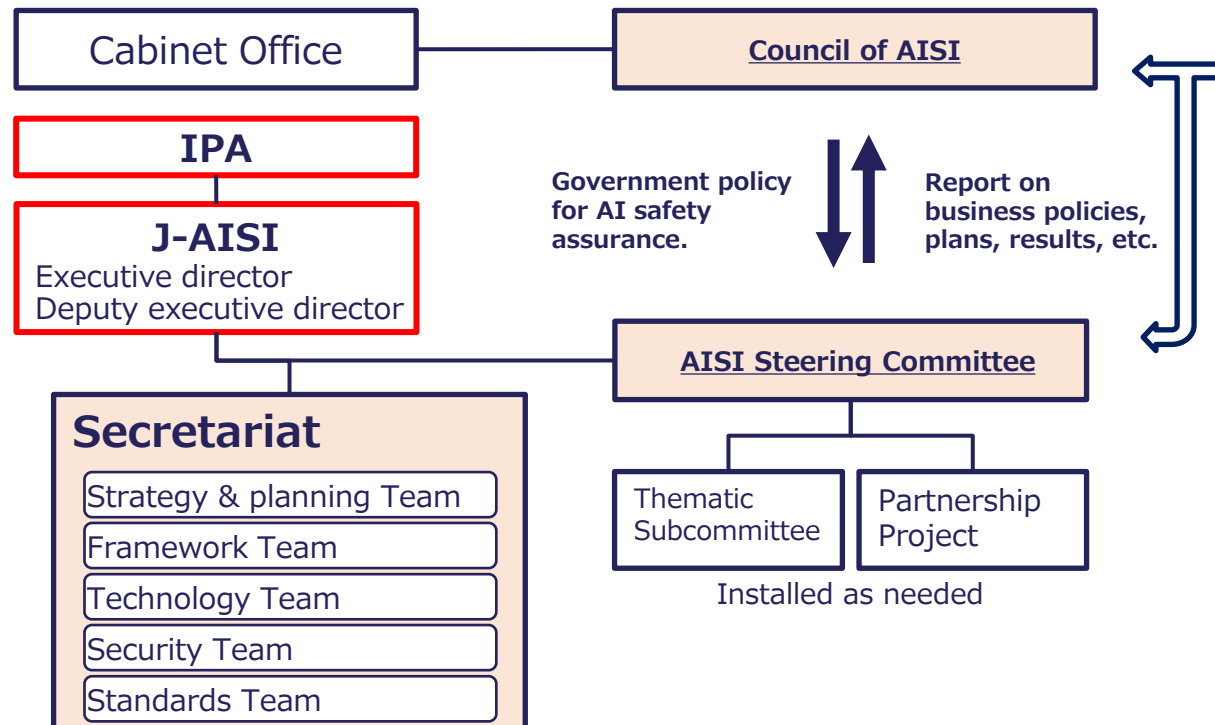 Cabinet Office
Council of AISI
IPA
J-AISI
Executive director
Deputy executive director
Government policy
for AI safety
assurance.
Report on
business policies,
plans, results, etc.
AISI Steering Committee
Secretariat
Strategy & planning Team
Framework Team
Technology Team
Security Team
Standards Team
Thematic
Subcommittee
Partnership
Project
Installed as needed